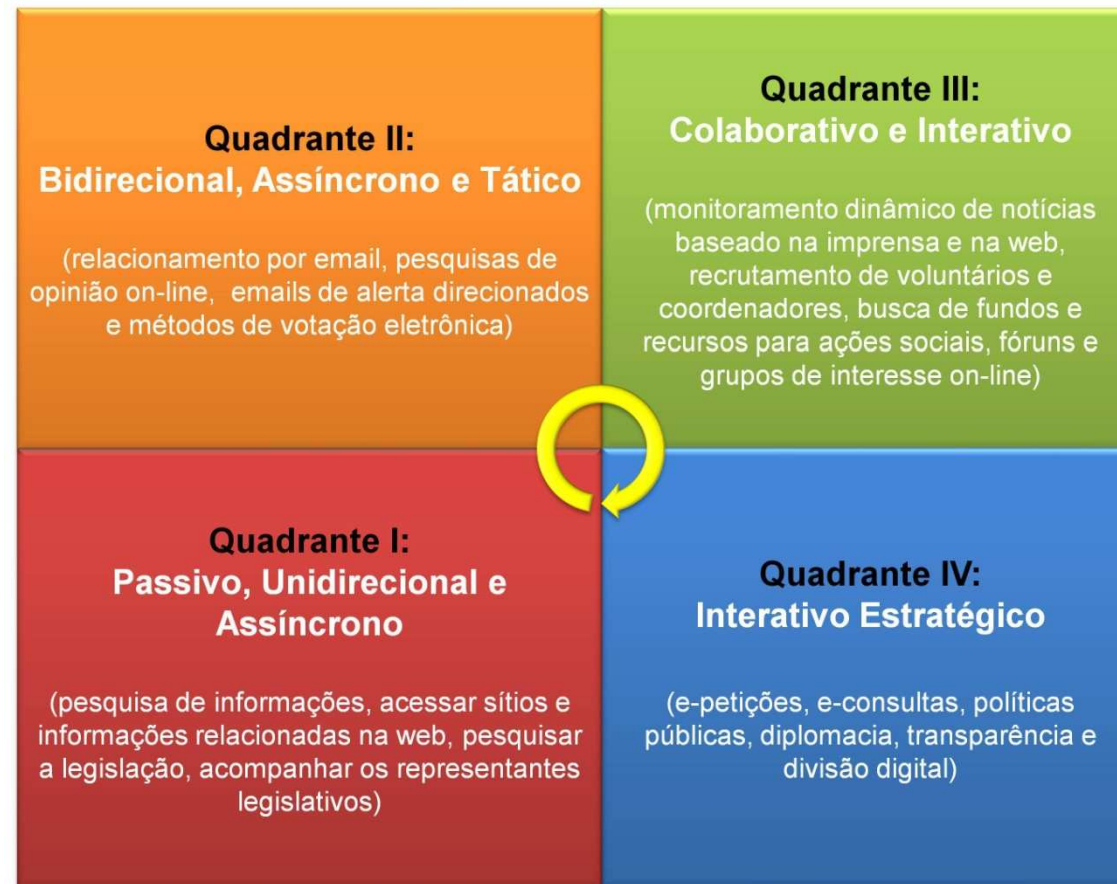 Quadrante II:
Bidirecional, Assíncrono e Tático
(relacionamento por email, pesquisas de
opinião on-line, emails de alerta direcionados
e métodos de votação eletrônica)
Quadrante III:
Colaborativo e Interativo
(monitoramento dinâmico de notícias
baseado na imprensa e na web,
recrutamento de voluntários e
coordenadores, busca de fundos e
recursos para ações sociais, fóruns e
grupos de interesse on-line)
Quadrante I:
Passivo, Unidirecional e
Assíncrono
(pesquisa de informações, acessar sítios e
informações relacionadas na web, pesquisar
a legislação, acompanhar os representantes
legislativos)
Quadrante IV:
Interativo Estratégico
(e-petições, e-consultas, políticas
públicas, diplomacia, transparência e
divisão digital)